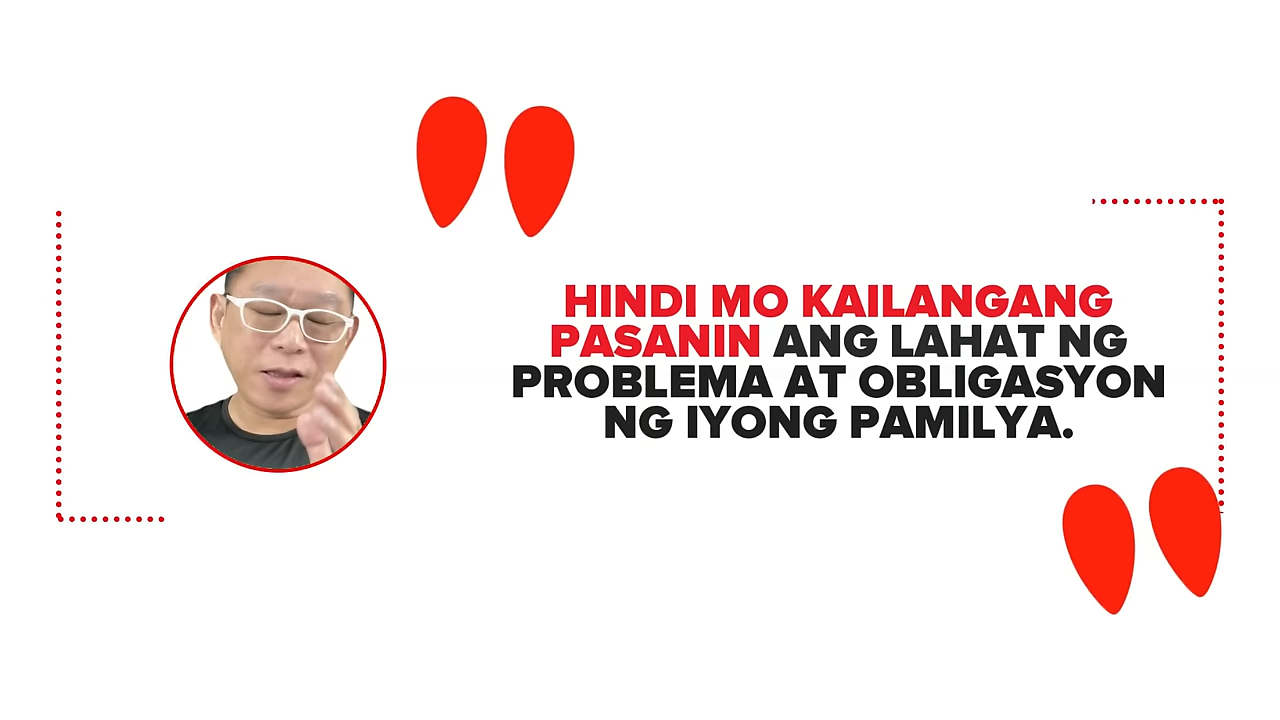 HINDI MO KAILANGANG
PASANIN ANG LAHAT NG
PROBLEMA AT OBLIGASYON
NG IYONG PAMILYA.